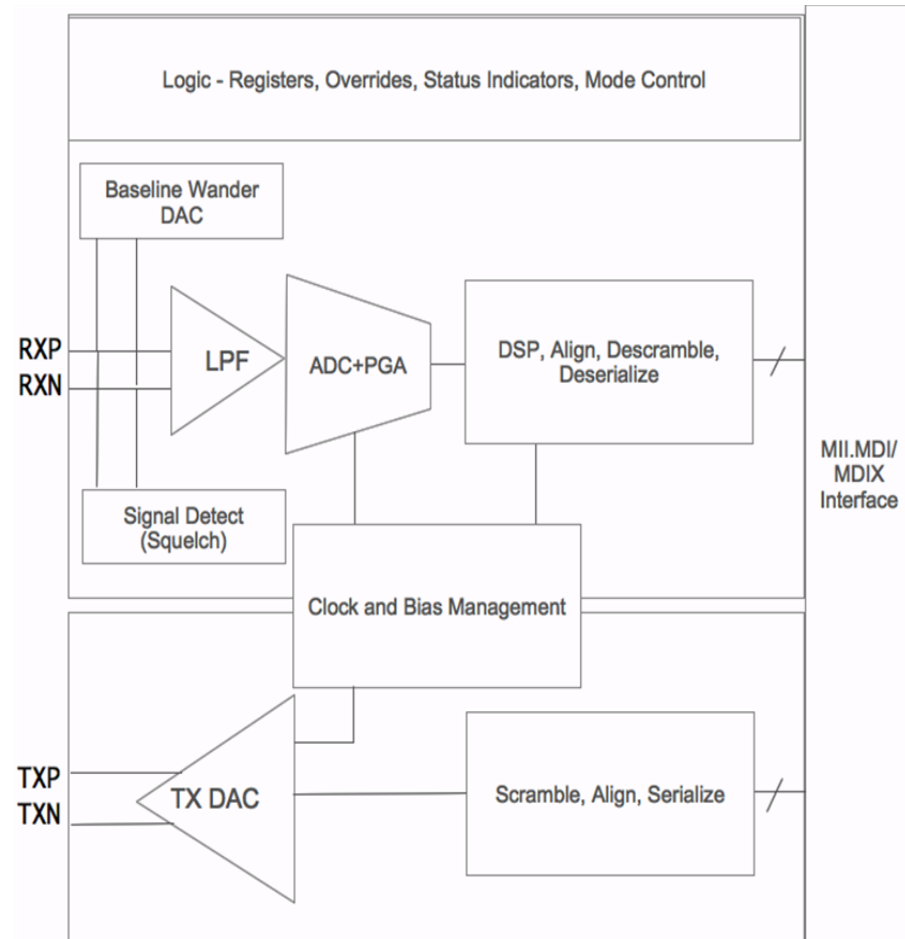 Logic - Registers, Overrides, Status Indicators, Mode Control
Baseline Wander
DAC
RXP
RXN
LPF
ADC+PGA
DSP, Align, Descramble,
Deserialize
MII.MDI/
MDIX
Interface
Signal Detect
(Squelch)
Clock and Bias Management
TXP
TXN
TX DAC
Scramble, Align, Serialize